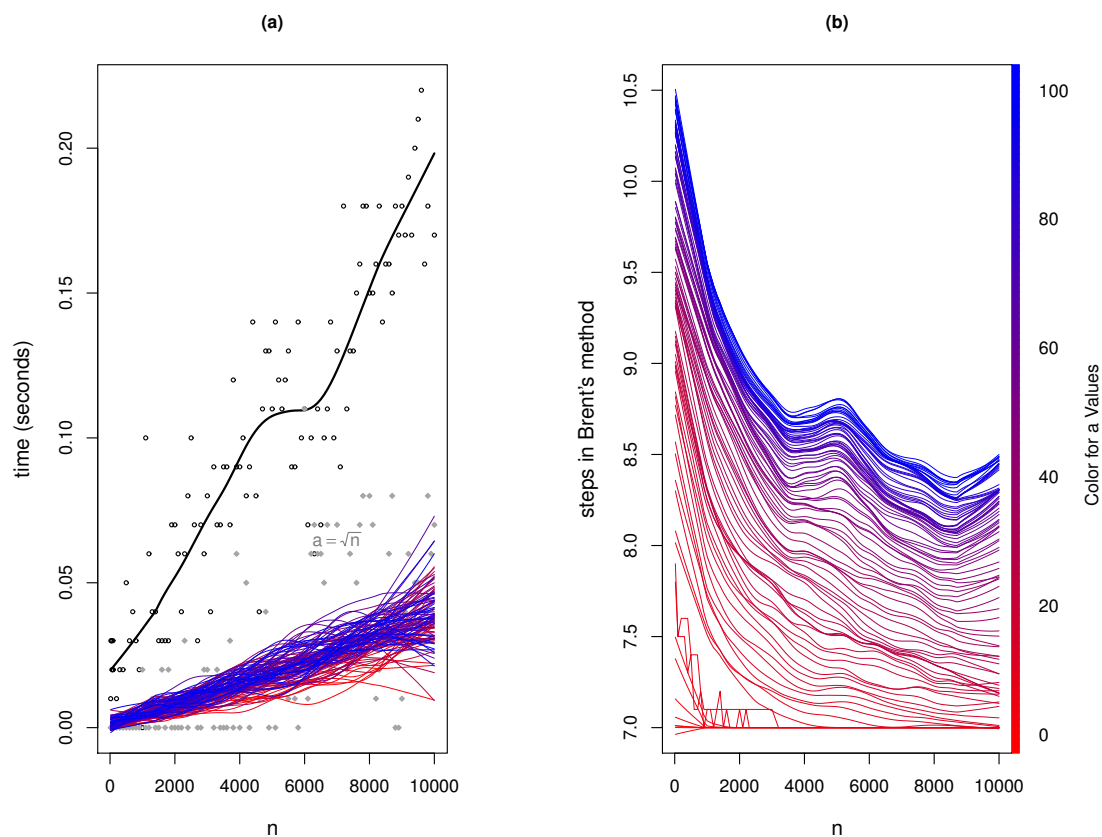 (a)
time (seconds)
0.20
0.15
0.10
0.05
0.00
a = √n
0 2000 4000 6000 8000 10000
n
(b)
steps in Brent's method
10.5
10.0
9.5
9.0
8.5
8.0
7.5
7.0
0 2000 4000 6000 8000 10000
n
100
80
60
40
20
0
Color for a Values